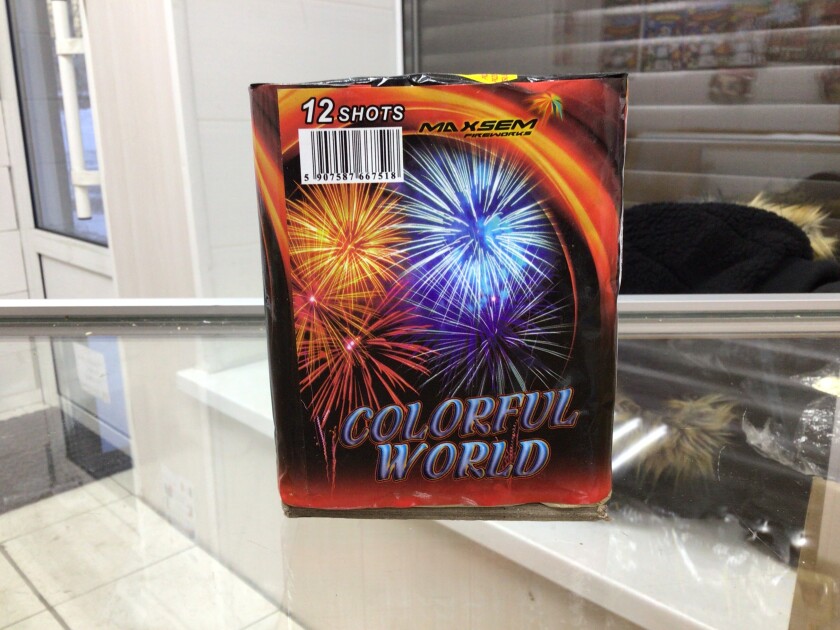 12 SHOTS
MAXSEM
FIREWORKS
5 907587 667518
COLORFUL
WORLD